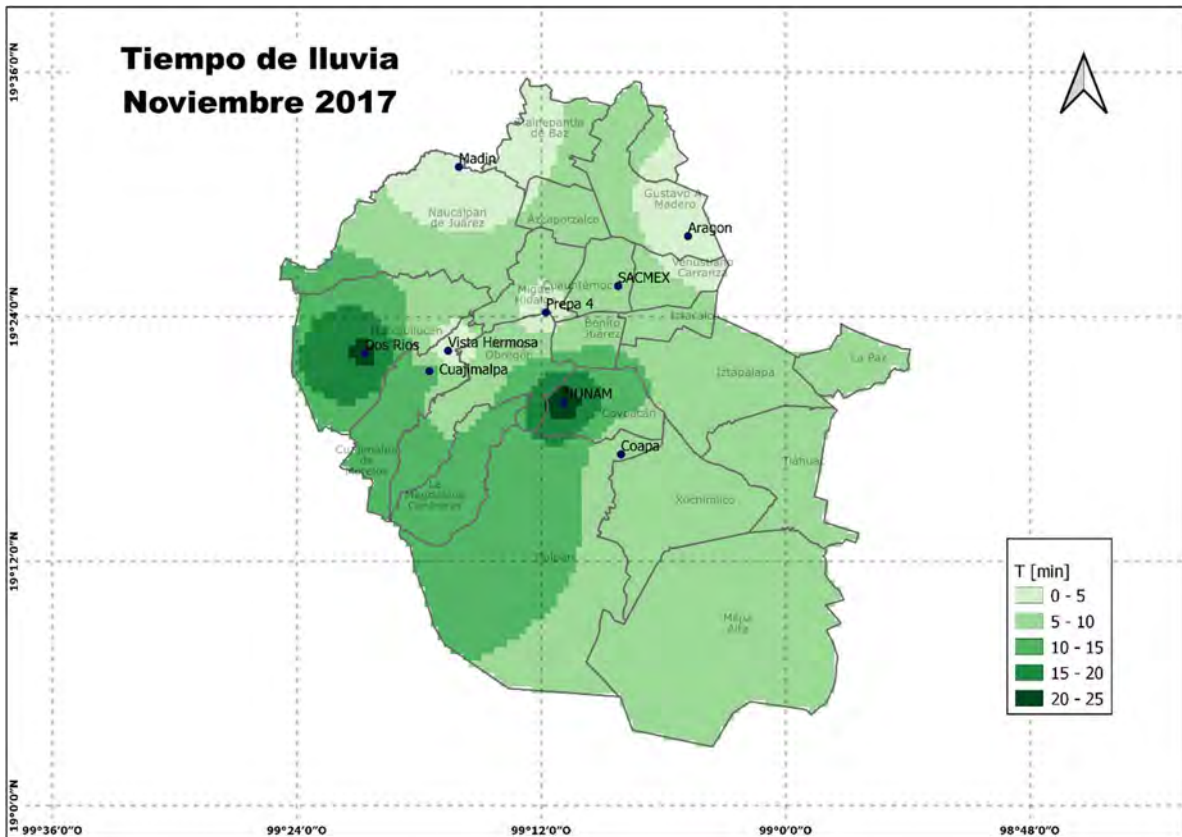 Tiempo de lluvia
Noviembre 2017
19°36'0"N
19°24'0"N
19°12'0"N
19°0'0"N
Tlalnepantla
de Baz
Madin
Naucalpan
de Juárez
Azcapotzalco
Gustavo A.
Madero
Aragon
Venustiano
Carranza
SACMEX
Cuauhtémoc
Miguel
Hidalgo
Prepa 4
Benito
Juárez
Iztacalco
Huixquilucan
Dos Rios
Vista Hermosa
Obregón
Cuajimalpa
La Paz
Iztapalapa
IIUNAM
Coyoacán
Coapa
Cuajimalpa
de
Morelos
La
Magdalena
Contreras
Tláhuac
Xochimilco
Tlalpan
Milpa
Alta
T [min]
0 - 5
5 - 10
10 - 15
15 - 20
20 - 25
99°36'0"O
99°24'0"O
99°12'0"O
99°0'0"O
98°48'0"O